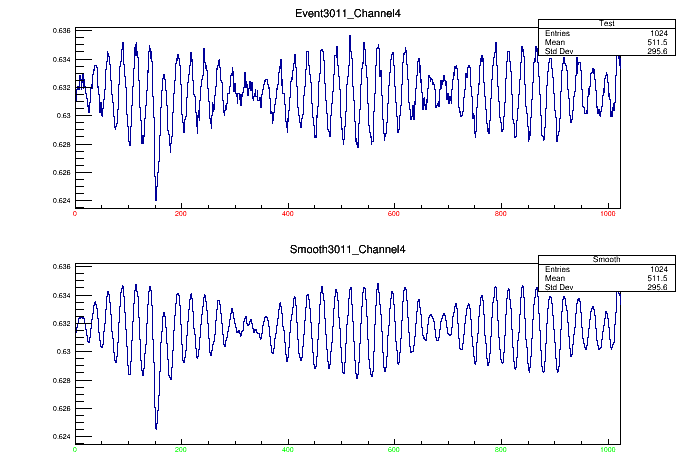 Event3011_Channel4
Test
Entries 1024
Mean 511.5
Std Dev 295.6
0.636
0.634
0.632
0.63
0.628
0.626
0.624
0 200 400 600 800 1000
Smooth3011_Channel4
Smooth
Entries 1024
Mean 511.5
Std Dev 295.6
0.636
0.634
0.632
0.63
0.628
0.626
0.624
0 200 400 600 800 1000